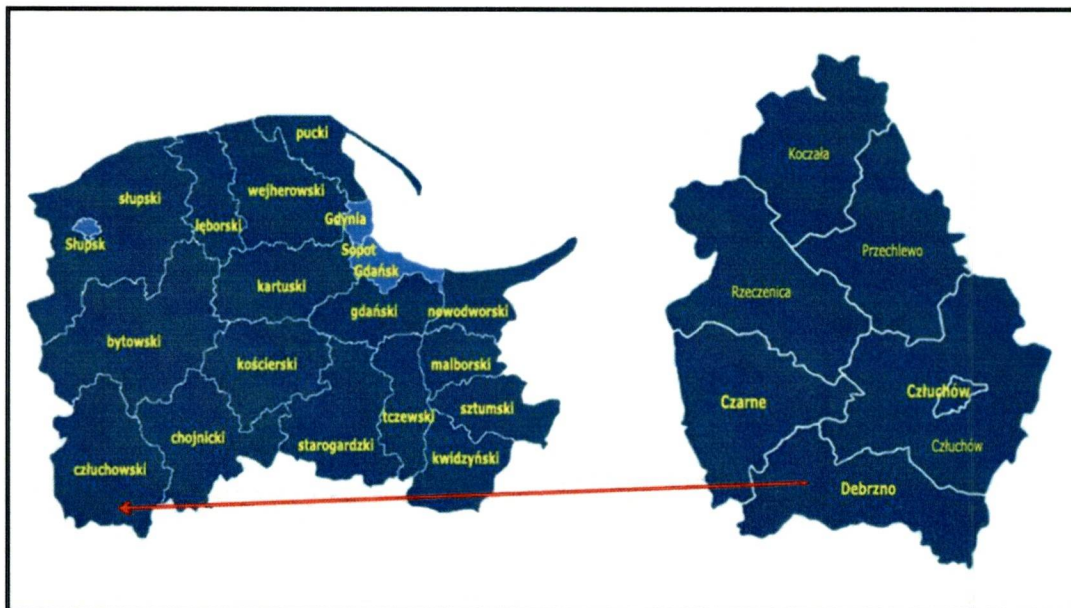 pucki
słupski
wejherowski
lęborski
Gdynia
Słupsk
Sopot
Gdańsk
kartuski
gdański
nowodworski
bytowski
kościerski
malborski
tczewski
sztumski
chojnicki
starogardzki
kwidzyński
człuchowski
Koczała
Przechlewo
Rzeczenica
Czarne
Człuchów
Człuchów
Debrzno